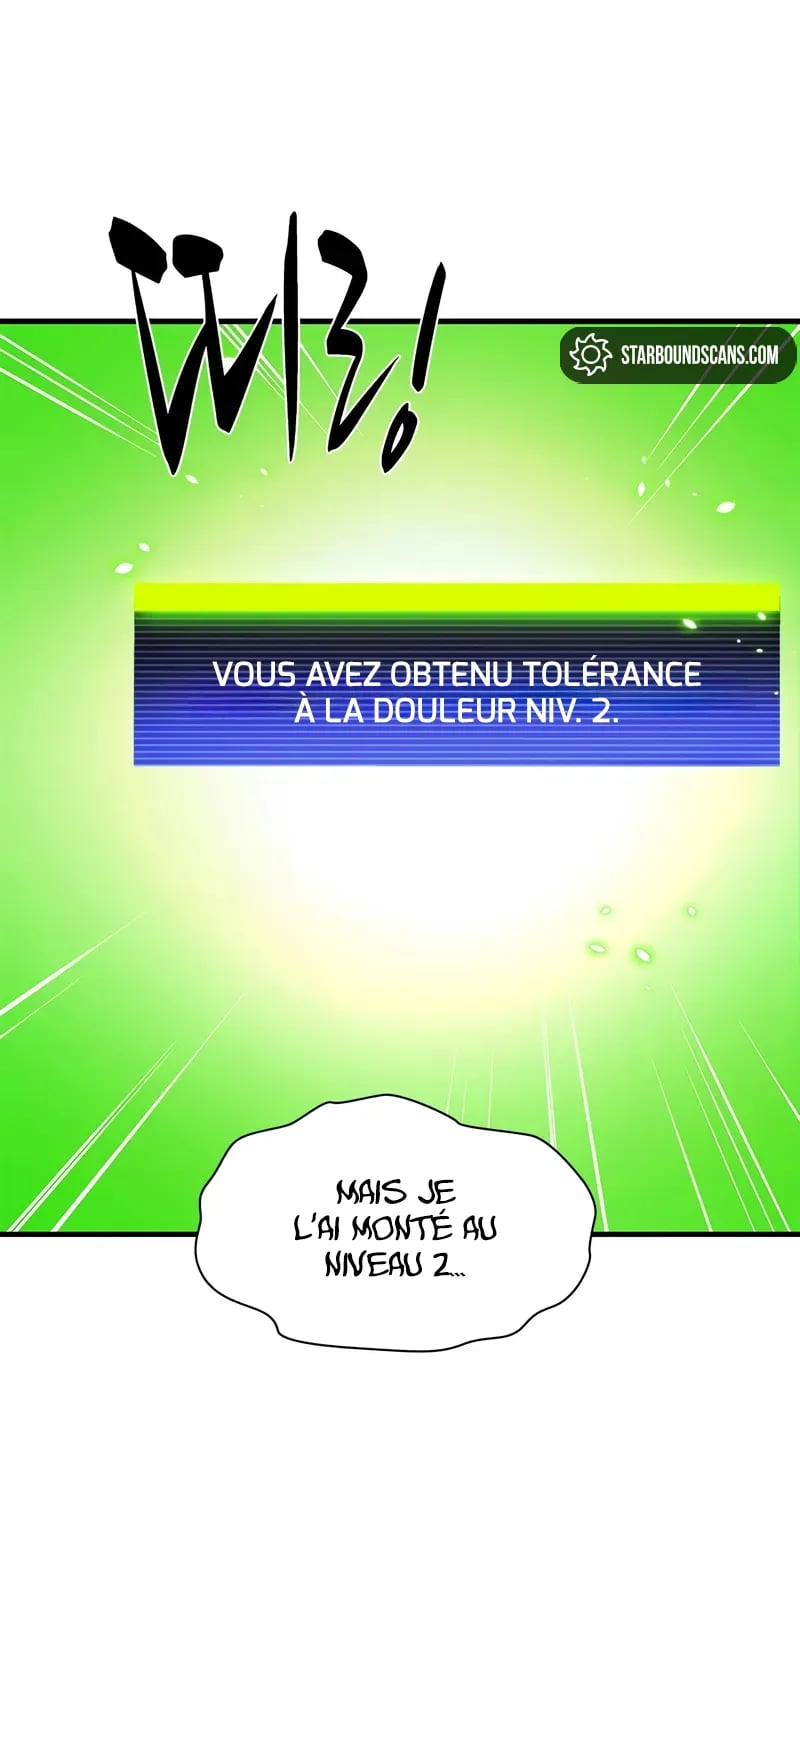 띠링!
STARBOUNDSCANS.COM
VOUS AVEZ OBTENU TOLÉRANCE
À LA DOULEUR NIV. 2.
MAIS JE
L'AI MONTÉ AU
NIVEAU 2...